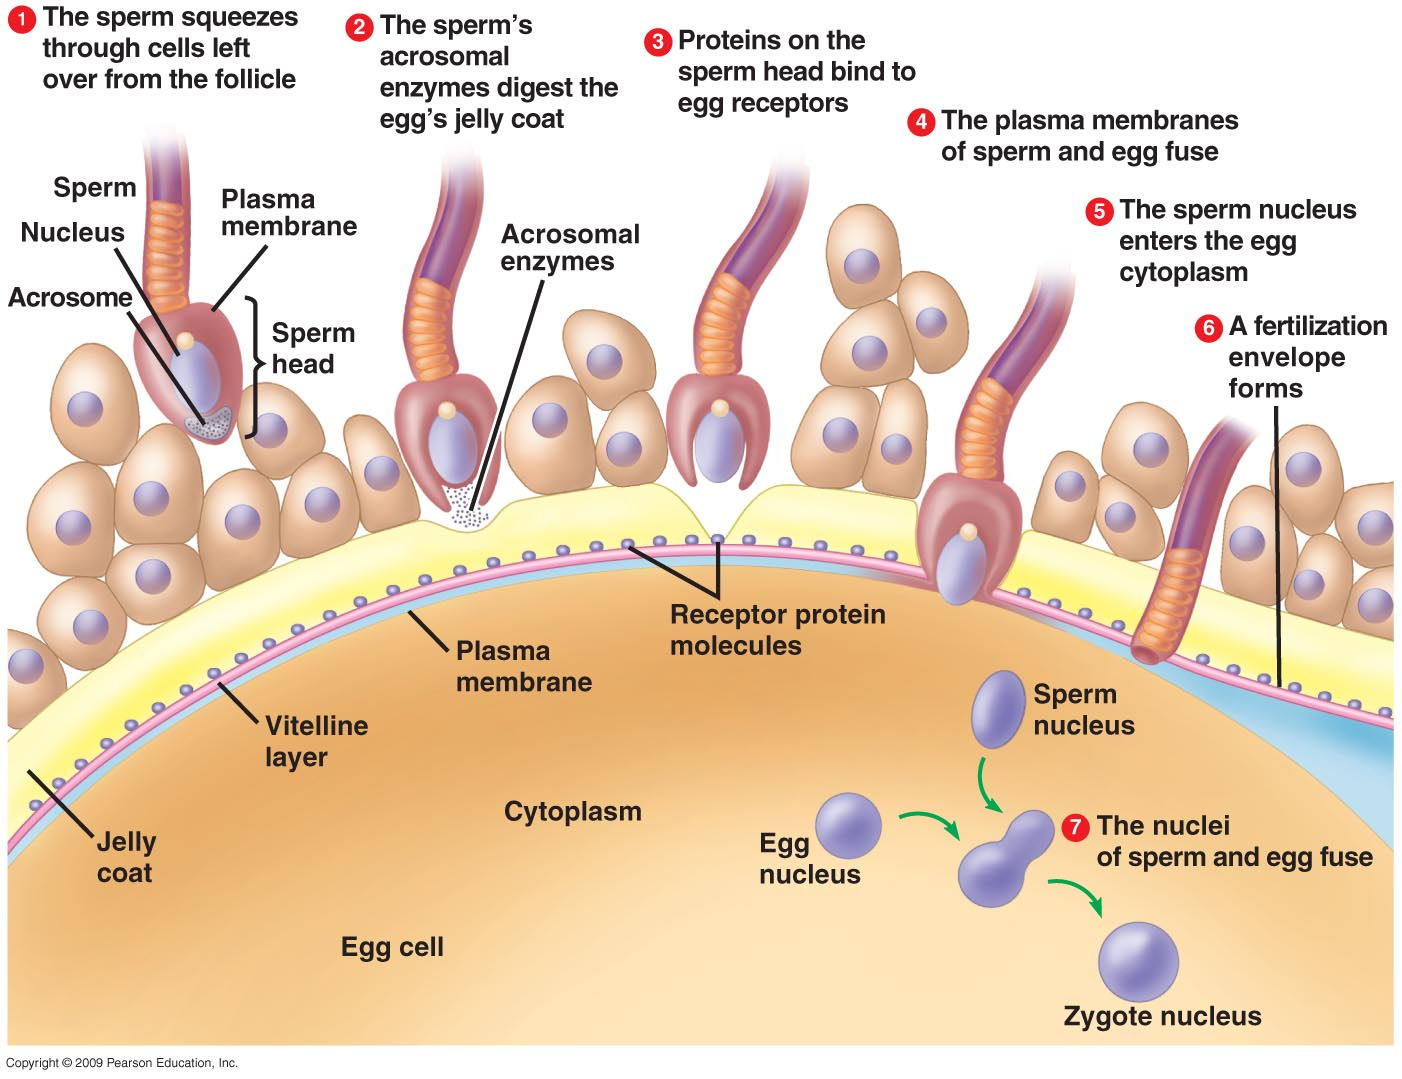 1 The sperm squeezes
through cells left
over from the follicle
2 The sperm's
acrosomal
enzymes digest the
egg's jelly coat
3 Proteins on the
sperm head bind to
egg receptors
4 The plasma membranes
of sperm and egg fuse
5 The sperm nucleus
enters the egg
cytoplasm
6 A fertilization
envelope
forms
Sperm
Nucleus
Acrosome
Plasma
membrane
Sperm
head
Acrosomal
enzymes
Receptor protein
molecules
Plasma
membrane
Vitelline
layer
Jelly
coat
Cytoplasm
Egg cell
Sperm
nucleus
Egg
nucleus
7 The nuclei
of sperm and egg fuse
Zygote nucleus
Copyright © 2009 Pearson Education, Inc.